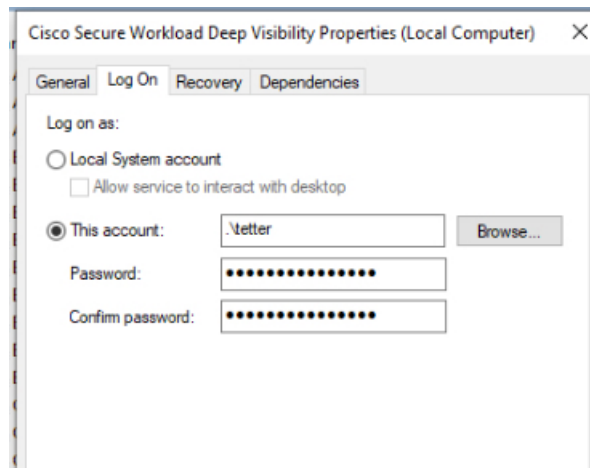 Cisco Secure Workload Deep Visibility Properties (Local Computer)
General Log On Recovery Dependencies
Log on as:
Local System account
Allow service to interact with desktop
This account: .\tetter Browse...
Password: ●●●●●●●●●●●●●●●
Confirm password: ●●●●●●●●●●●●●●●